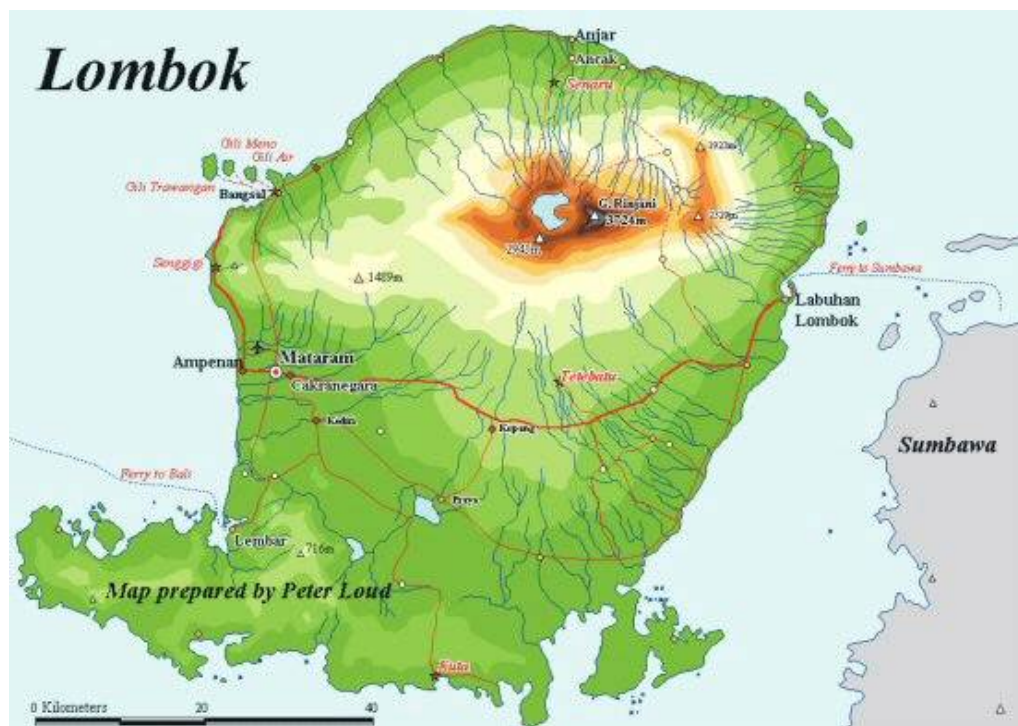 Lombok
Anjar
Ancak
Senaru
Gili Meno
Gili Air
Gili Trawangan
Bangsal
G. Rinjani
3726m
Senggigi
1489m
Ferry to Sumbawa
Labuhan
Lombok
Ampenan
Mataram
Cakranegara
Tetebatu
Kediri
Kopang
Sumbawa
Ferry to Bali
Praya
Lembar
716m
Map prepared by Peter Loud
Kuta
0 Kilometers
20
40